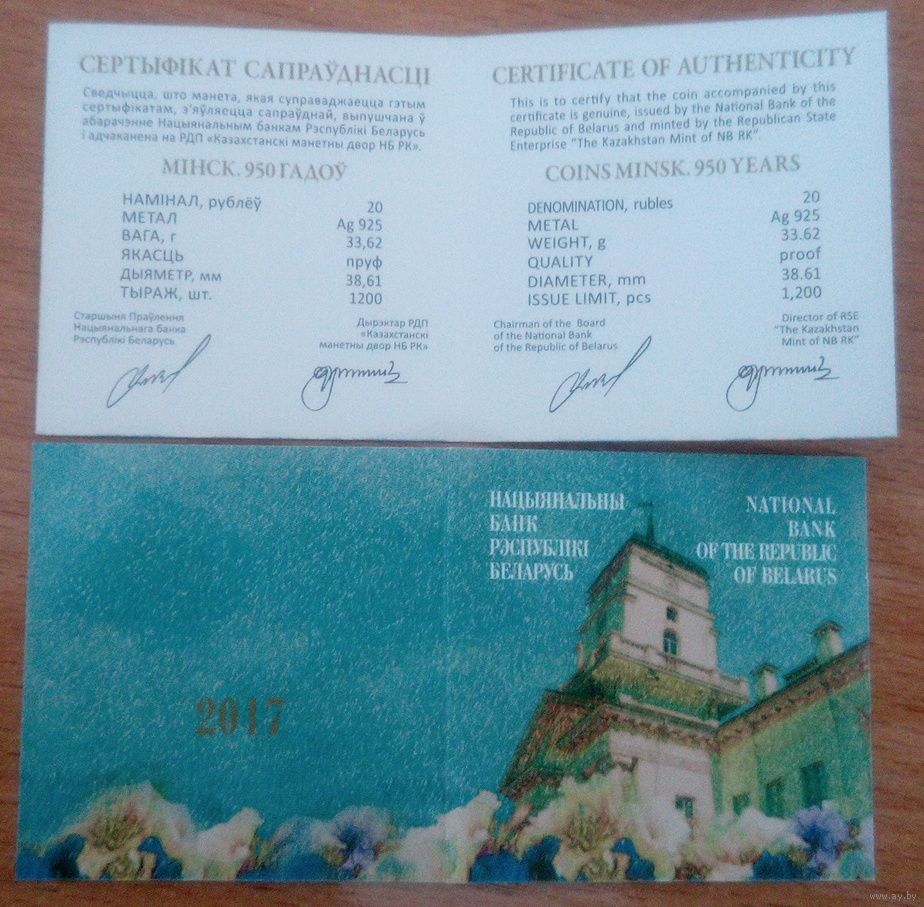 СЕРТЫФІКАТ САПРАЎДНАСЦІ
Сведчыцца, што манета, якая суправаджаецца гэтым
сертыфікатам, з'яўляецца сапраўднай, выпушчана ў
абарачэнне Нацыянальным банкам Рэспублікі Беларусь
і адчаканена на РДП «Казахстанскі манетны двор НБ РК».
МІНСК. 950 ГАДОЎ
НАМІНАЛ, рублёў 20
МЕТАЛ Ag 925
ВАГА, г 33,62
ЯКАСЦЬ пруф
ДЫЯМЕТР, мм 38,61
ТЫРАЖ, шт. 1200
Старшыня Праўлення
Нацыянальнага банка
Рэспублікі Беларусь
Дырэктар РДП
«Казахстанскі
манетны двор НБ РК»
CERTIFICATE OF AUTHENTICITY
This is to certify that the coin accompanied by this
certificate is genuine, issued by the National Bank of the
Republic of Belarus and minted by the Republican State
Enterprise "The Kazakhstan Mint of NB RK".
COINS MINSK. 950 YEARS
DENOMINATION, rubles 20
METAL Ag 925
WEIGHT, g 33.62
QUALITY proof
DIAMETER, mm 38.61
ISSUE LIMIT, pcs 1,200
Chairman of the Board
of the National Bank
of the Republic of Belarus
Director of RSE
"The Kazakhstan
Mint of NB RK"
НАЦЫЯНАЛЬНЫ
БАНК
РЭСПУБЛІКІ
БЕЛАРУСЬ
NATIONAL
BANK
OF THE REPUBLIC
OF BELARUS
2017
www.ay.by